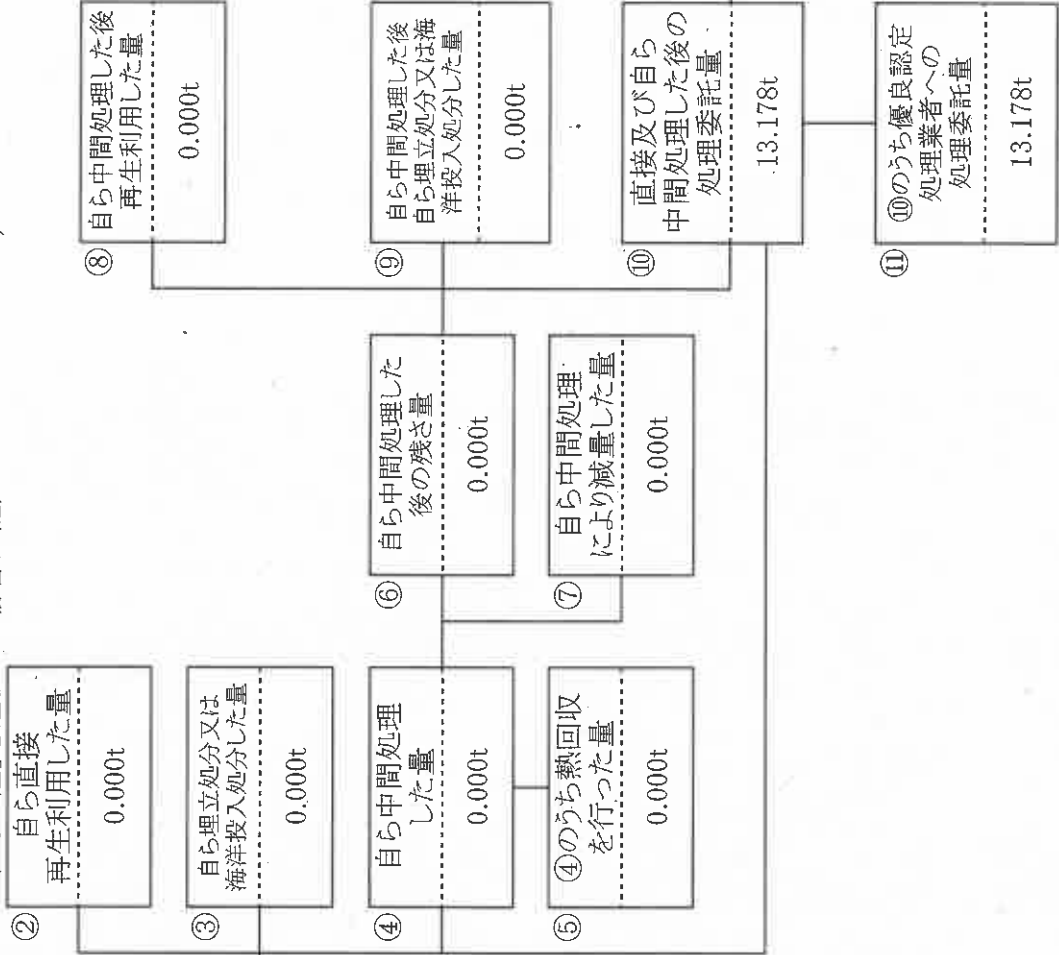 ②
自ら直接
再生利用した量
0.000t
③
自ら埋立処分又は
海洋投入処分した量
0.000t
④
自ら中間処理
した量
0.000t
⑤
④のうち熱回収
を行った量
0.000t
⑥
自ら中間処理した
後の残さ量
0.000t
⑦
自ら中間処理
により減量した量
0.000t
⑧
自ら中間処理した後
再生利用した量
0.000t
⑨
自ら中間処理した後
自ら埋立処分又は海
洋投入処分した量
0.000t
⑩
直接及び自ら
中間処理した後の
処理委託量
13.178t
⑪
⑩のうち優良認定
処理業者への
処理委託量
13.178t